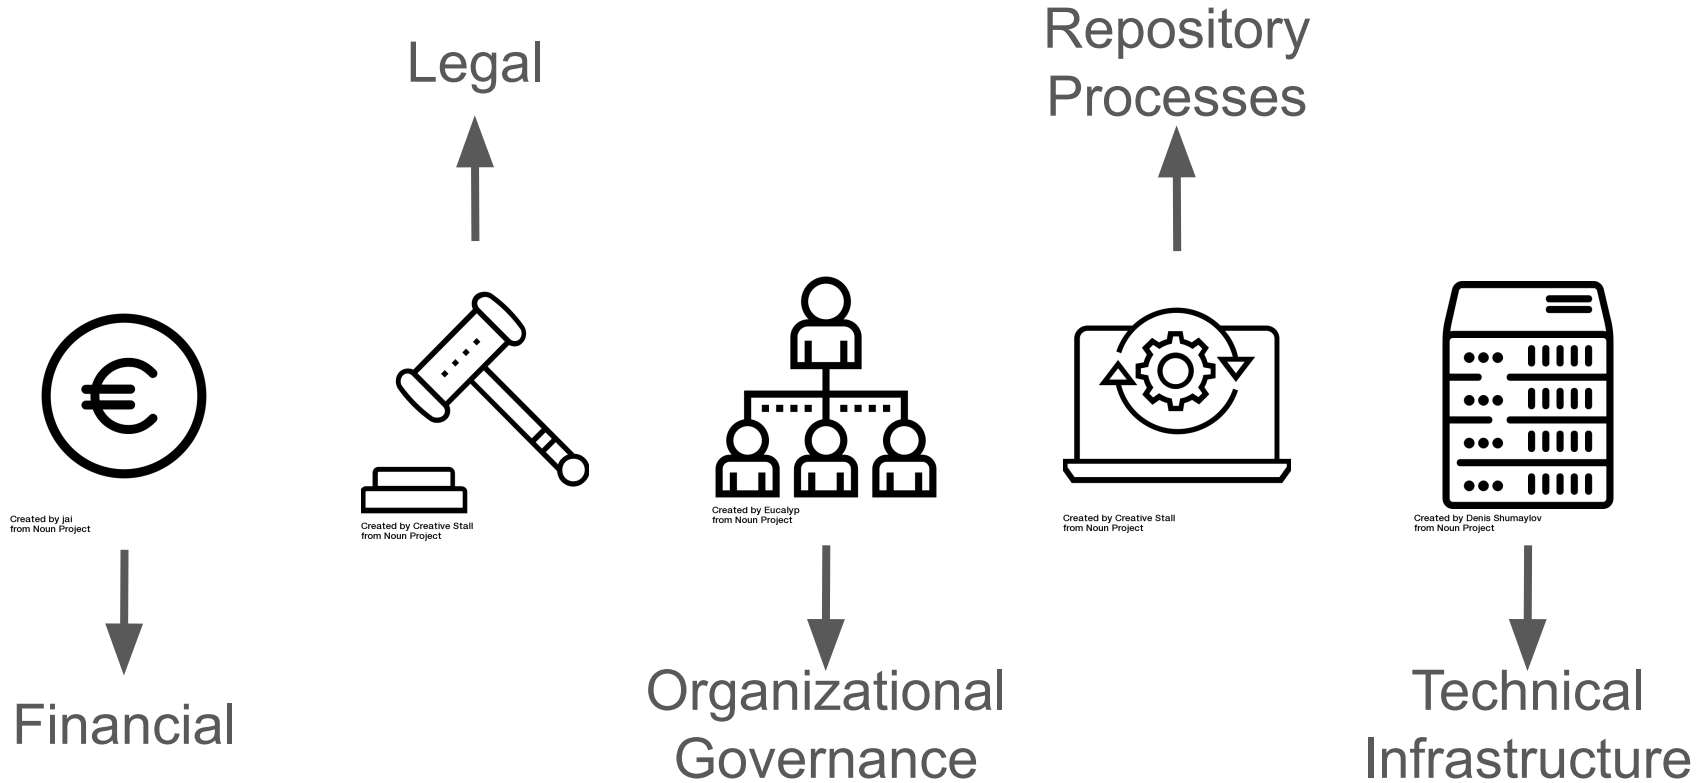 Legal
Repository
Processes
€
Created by jai
from Noun Project
Created by Creative Stall
from Noun Project
Created by Eucalyp
from Noun Project
Created by Creative Stall
from Noun Project
Created by Denis Shumaylov
from Noun Project
Financial
Organizational
Governance
Technical
Infrastructure